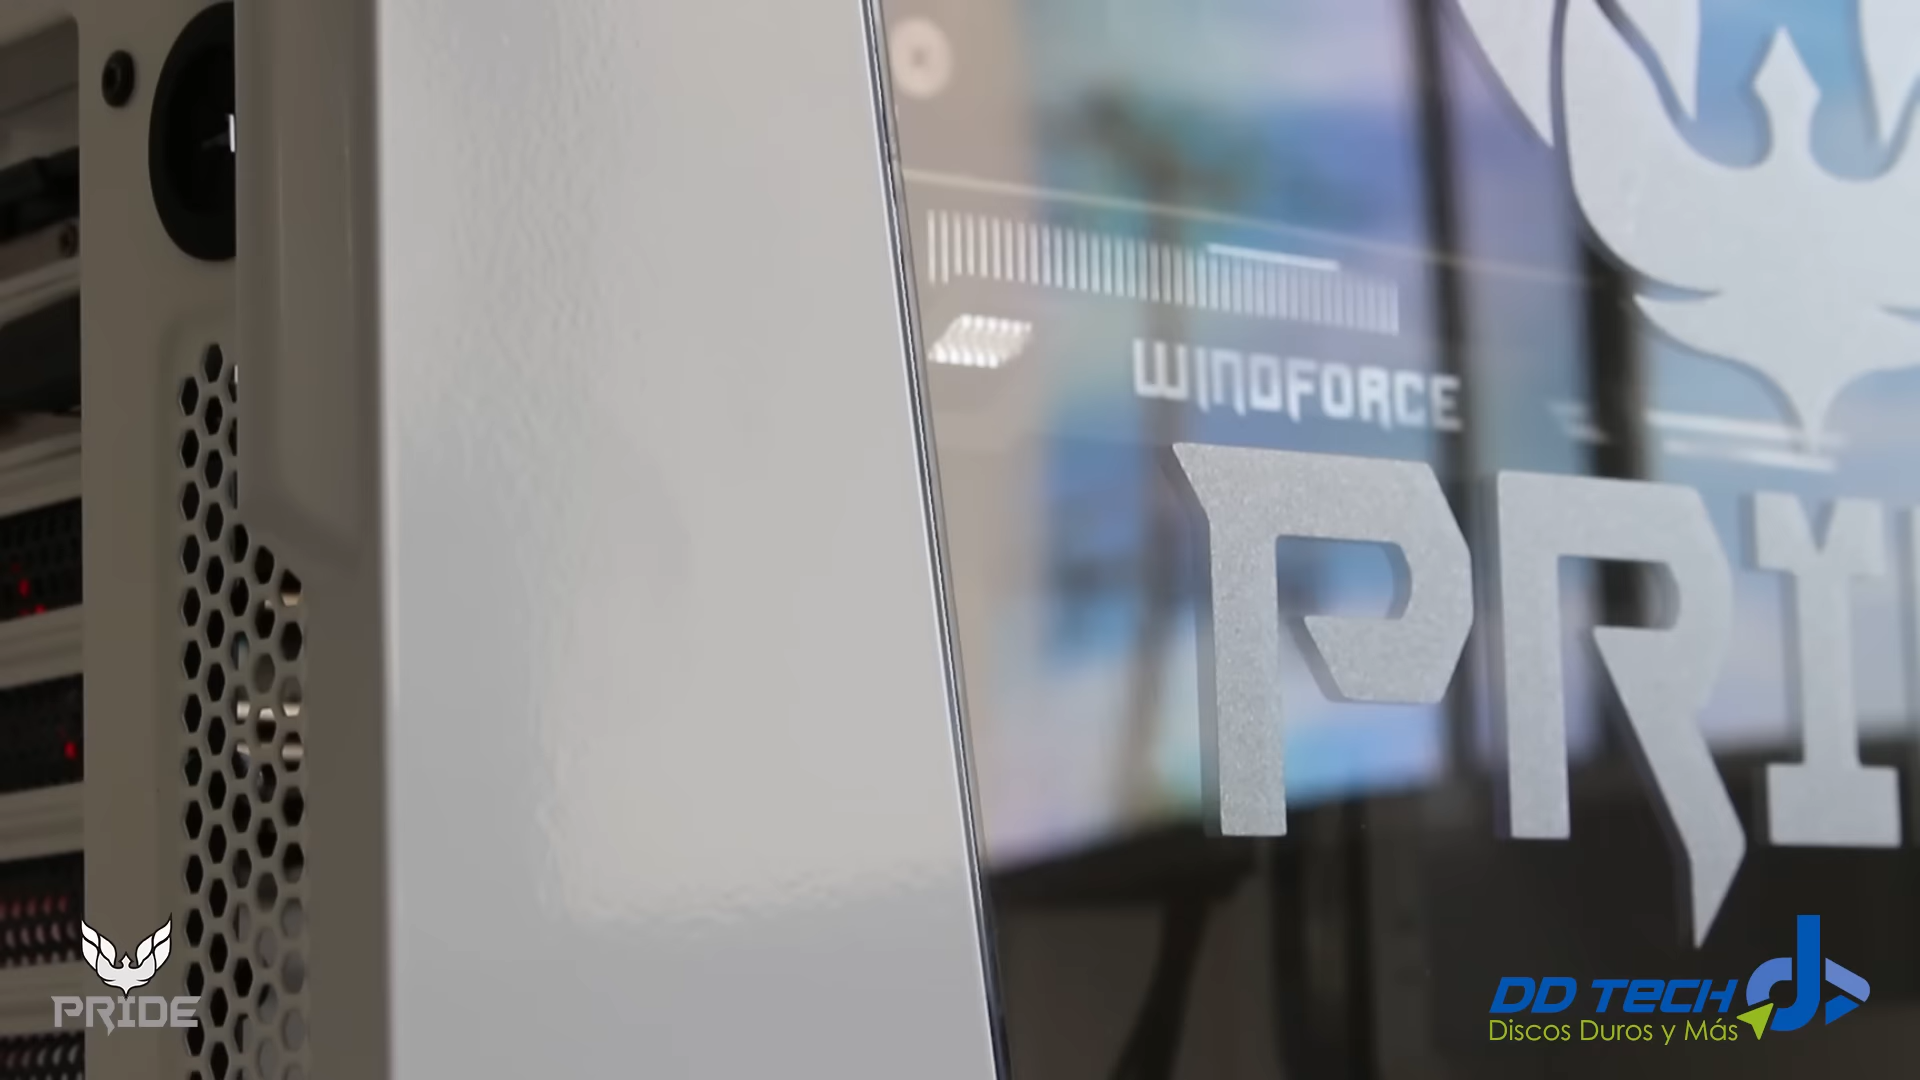 WINDFORCE
PRI
PRIDE
DD TECH
Discos Duros y Más